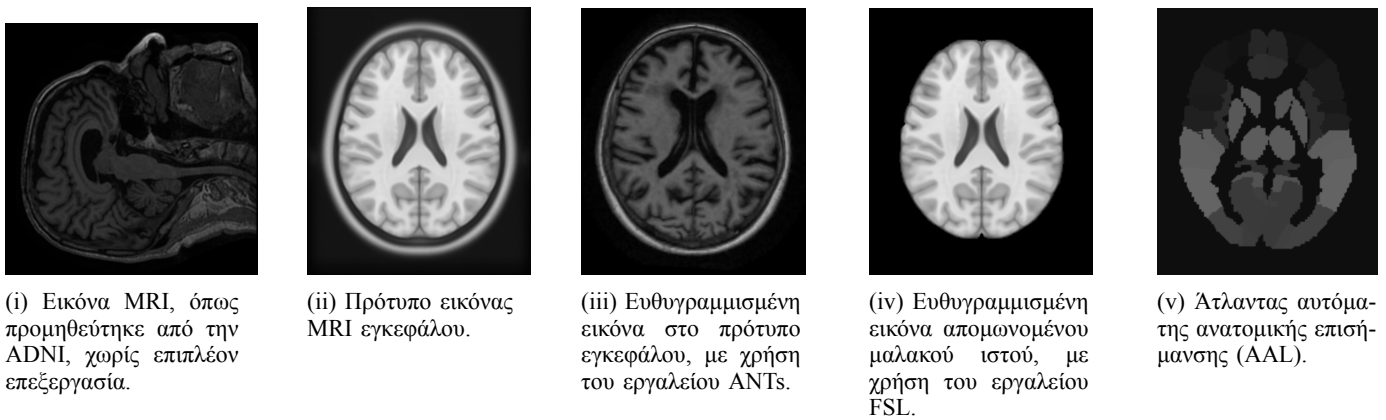 (i) Εικόνα MRI, όπως
προμηθεύτηκε από την
ADNI, χωρίς επιπλέον
επεξεργασία.
(ii) Πρότυπο εικόνας
MRI εγκεφάλου.
(iii) Ευθυγραμμισμένη
εικόνα στο πρότυπο
εγκεφάλου, με χρήση
του εργαλείου ANTs.
(iv) Ευθυγραμμισμένη
εικόνα απομωνομένου
μαλακού ιστού, με
χρήση του εργαλείου
FSL.
(v) Άτλαντας αυτόμα-
της ανατομικής επισή-
μανσης (AAL).